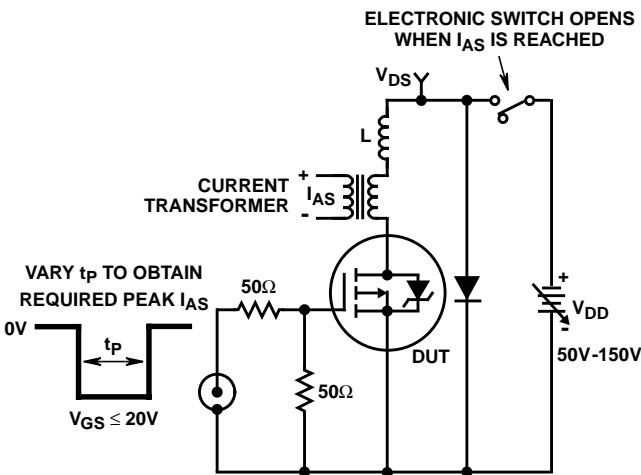 ELECTRONIC SWITCH OPENS
WHEN IAS IS REACHED
VDS
L
+
CURRENT
TRANSFORMER
IAS
-
VARY tP TO OBTAIN
REQUIRED PEAK IAS
50Ω
+
VDD
-
0V
tP
DUT
50V-150V
50Ω
VGS ≤ 20V